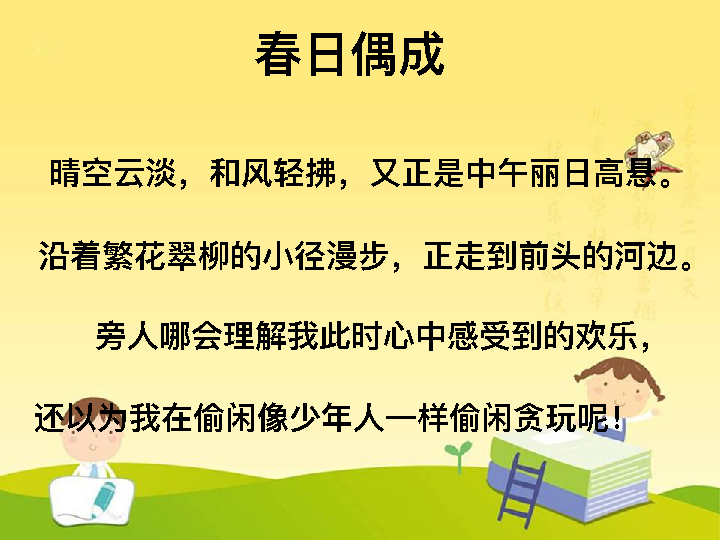 春日偶成
晴空云淡，和风轻拂，又正是中午丽日高悬。
沿着繁花翠柳的小径漫步，正走到前头的河边。
旁人哪会理解我此时心中感受到的欢乐，
还以为我在偷闲像少年人一样偷闲贪玩呢！